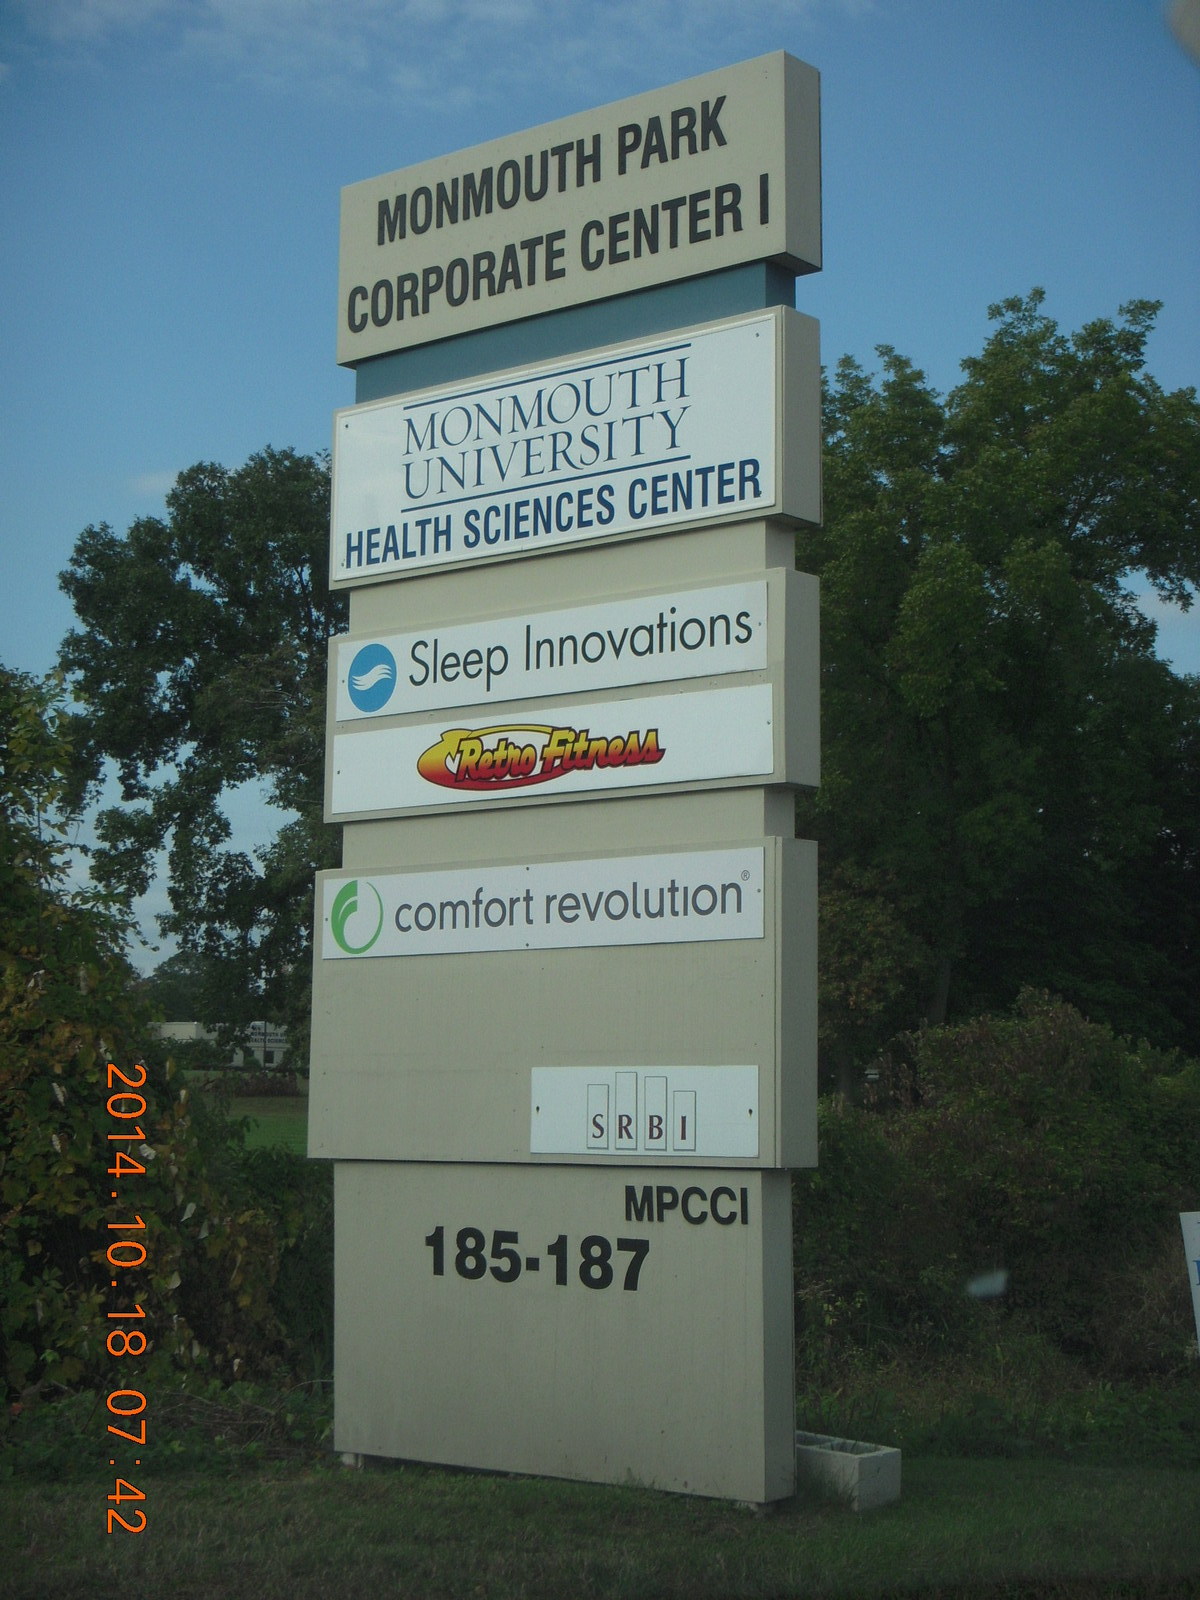 MONMOUTH PARK
CORPORATE CENTER I
MONMOUTH
UNIVERSITY
HEALTH SCIENCES CENTER
Sleep Innovations
Retro Fitness
comfort revolution®
SRBI
MPCCI
185-187
2014.10.18 07:42